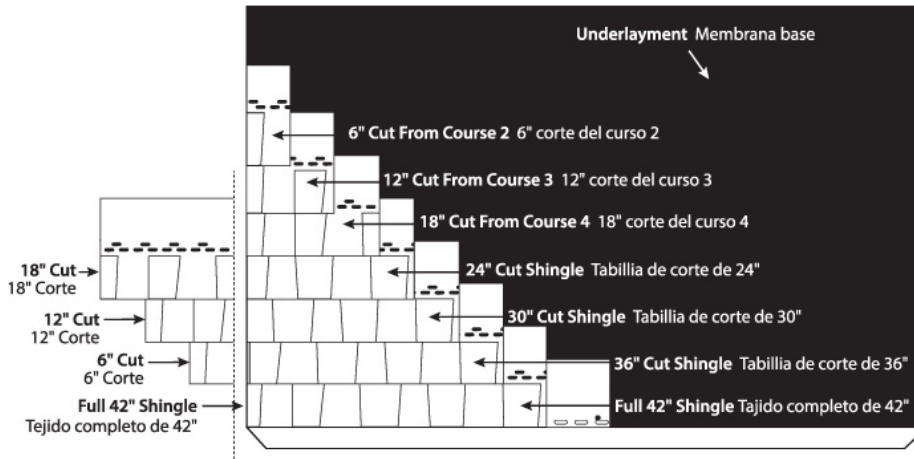 Underlayment Membrana base
6" Cut From Course 2 6" corte del curso 2
12" Cut From Course 3 12" corte del curso 3
18" Cut From Course 4 18" corte del curso 4
18" Cut
18" Corte
24" Cut Shingle Tabillia de corte de 24"
12" Cut
12" Corte
30" Cut Shingle Tabillia de corte de 30"
6" Cut
6" Corte
36" Cut Shingle Tabillia de corte de 36"
Full 42" Shingle
Tejido completo de 42"
Full 42" Shingle Tajido completo de 42"